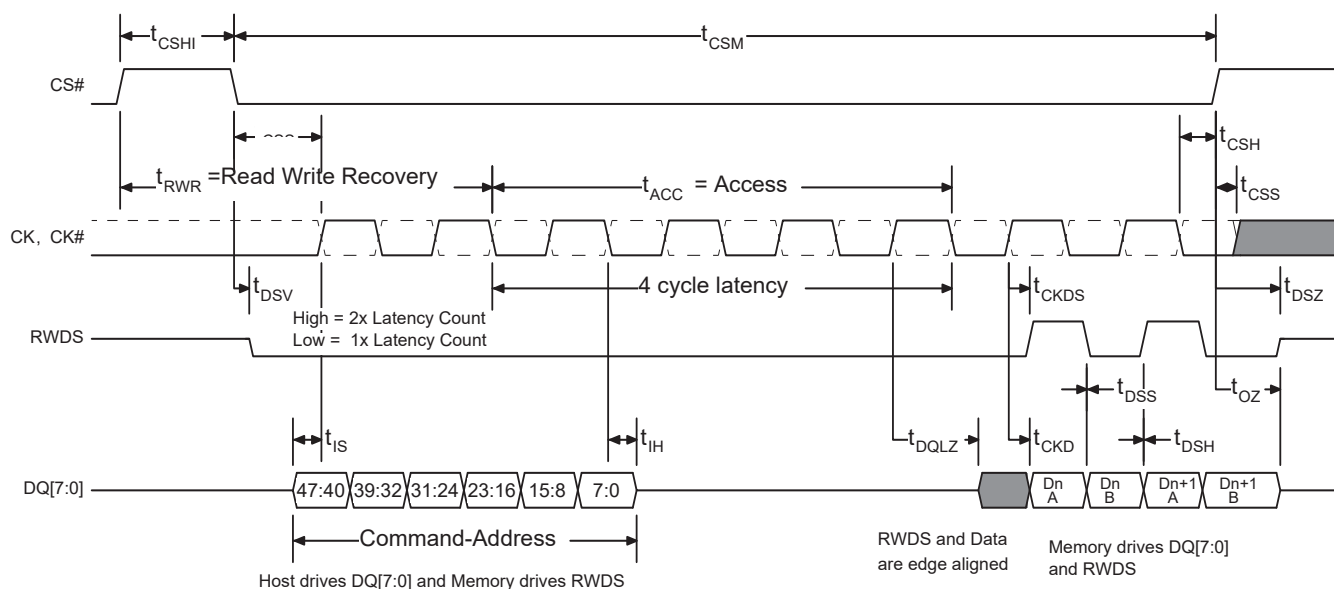 tCSHI
tCSM
CS#
tCSH
tRWR =Read Write Recovery
tACC = Access
tCSS
CK, CK#
tDSV
4 cycle latency
tCKDS
tDSZ
High = 2x Latency Count
Low = 1x Latency Count
RWDS
tDSS
tOZ
tIS
tIH
tDQLZ
tCKD
tDSH
DQ[7:0]
47:40 39:32 31:24 23:16 15:8 7:0
Dn Dn Dn+1 Dn+1
A B A B
Command-Address
RWDS and Data
are edge aligned
Memory drives DQ[7:0]
and RWDS
Host drives DQ[7:0] and Memory drives RWDS